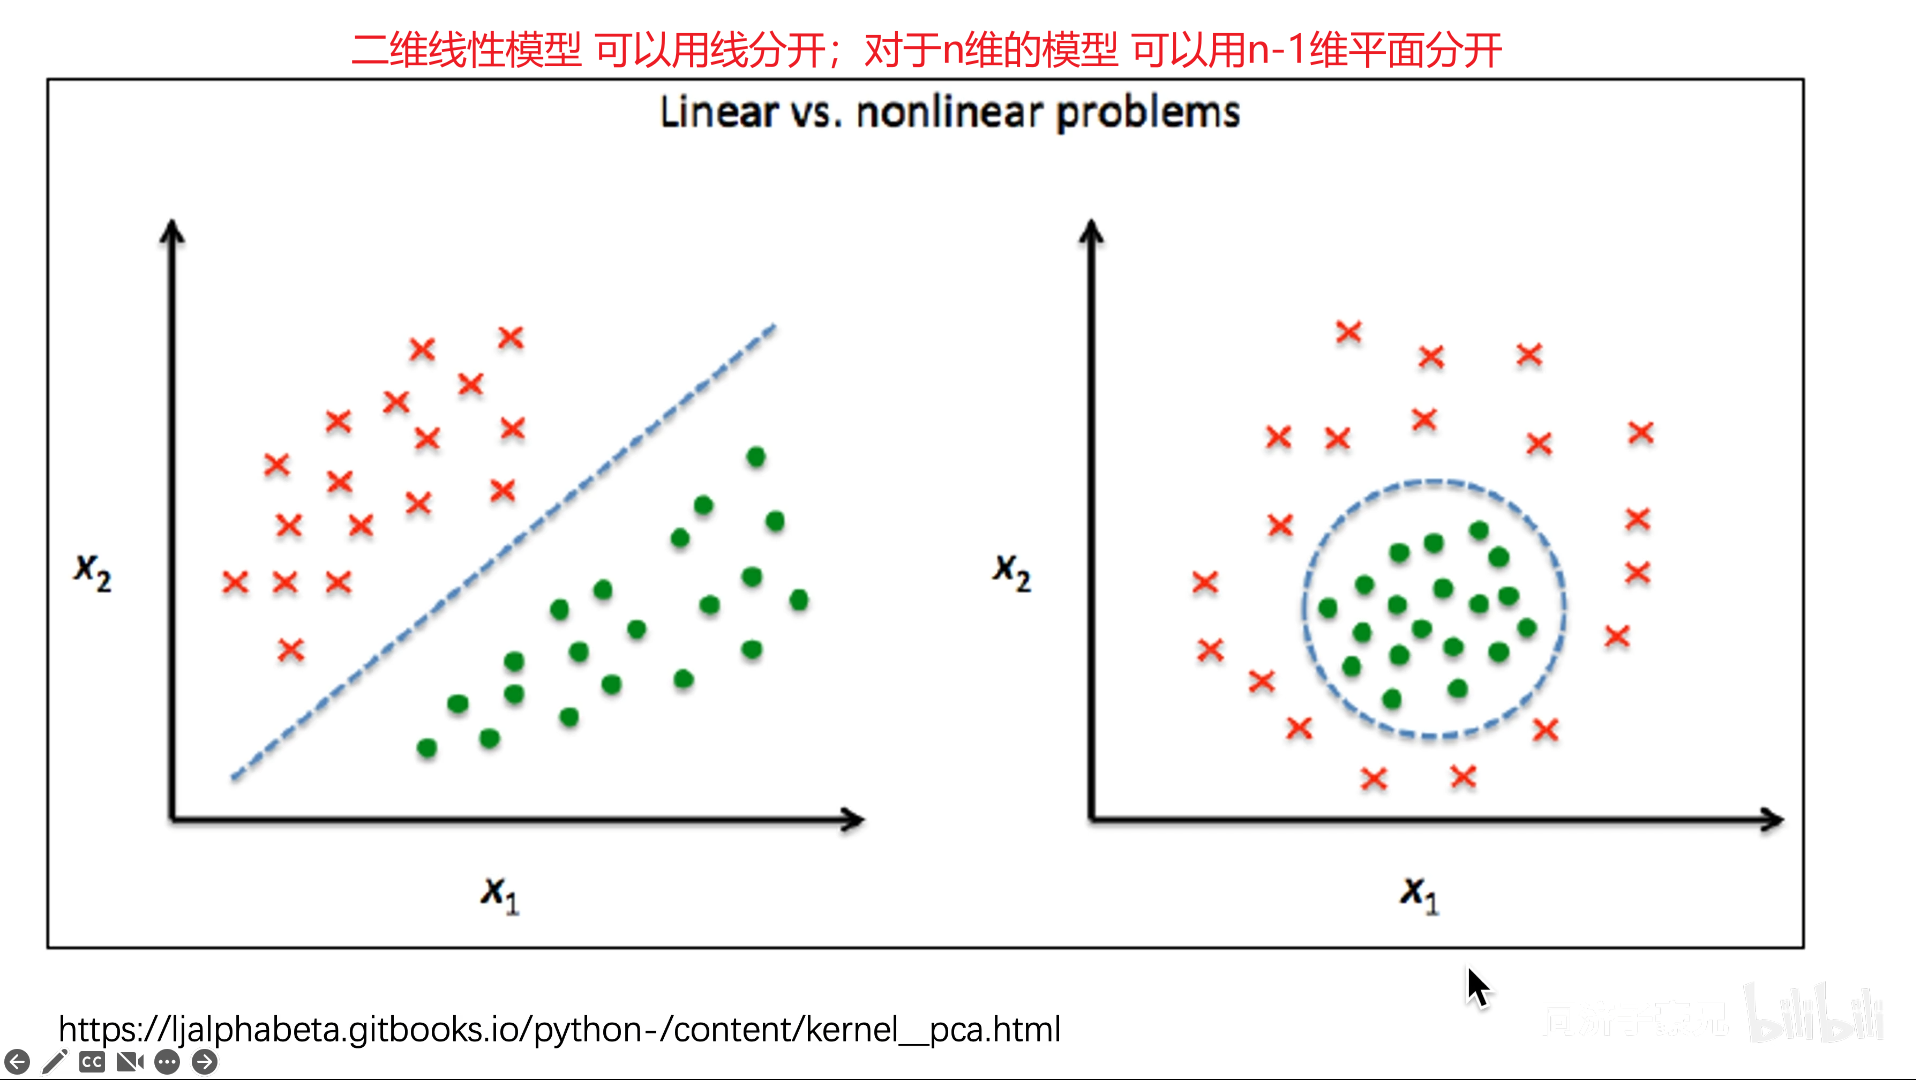 二维线性模型 可以用线分开；对于n维的模型 可以用n-1维平面分开
Linear vs. nonlinear problems
x2
x1
x2
x1
https://ljalphabeta.gitbooks.io/python-/content/kernel__pca.html
CC
bilibili